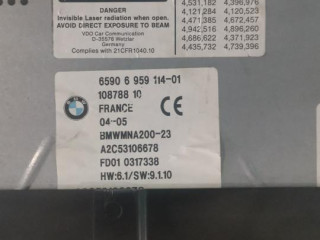 DANGER
Invisible Laser radiation when open.
AVOID DIRECT EXPOSURE TO BEAM
VDO Car Communication
D-35576 Wetzlar
Germany
Complies with 21CFR1040.10
4,531,182 4,396,976
4,121,284 4,120,523
4,471,385 4,672,457
4,942,516 4,896,260
4,686,622 4,371,923
4,435,732 4,739,396
BMW
6590 6 959 114-01
108788 10
FRANCE
04-05
BMWMNA200-23
A2C53106678
FD01 0317338
HW:6.1/SW:9.1.10